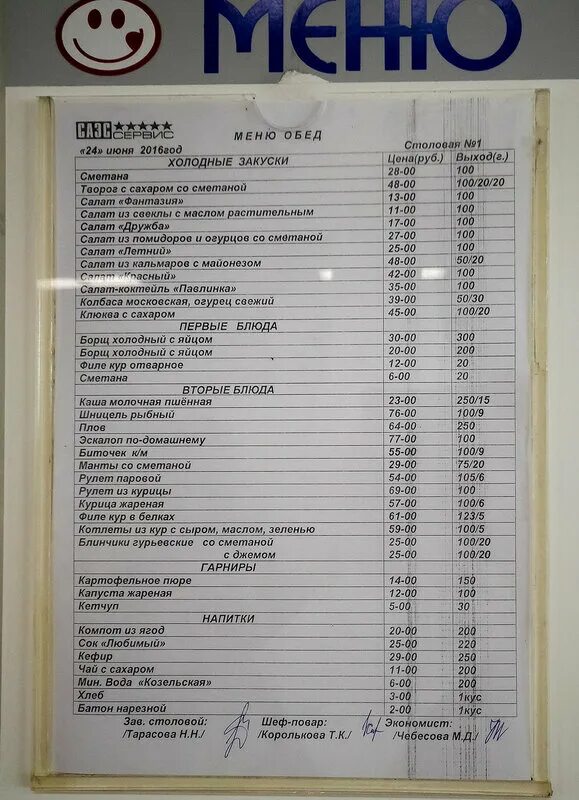 МЕНЮ
САЭС ★★★★★
СЕРВИС
МЕНЮ ОБЕД
Столовая №1
«24» июня 2016год
ХОЛОДНЫЕ ЗАКУСКИ Цена(руб.) Выход(г.)
Сметана 28-00 100
Творог с сахаром со сметаной 48-00 100/20/20
Салат «Фантазия» 13-00 100
Салат из свеклы с маслом растительным 11-00 100
Салат «Дружба» 17-00 100
Салат из помидоров и огурцов со сметаной 27-00 100
Салат «Летний» 25-00 100
Салат из кальмаров с майонезом 48-00 50/20
Салат «Красный» 42-00 100
Салат-коктейль «Павлинка» 35-00 100
Колбаса московская, огурец свежий 39-00 50/30
Клюква с сахаром 45-00 100/20
ПЕРВЫЕ БЛЮДА
Борщ холодный с яйцом 30-00 300
Борщ холодный с яйцом 20-00 200
Филе кур отварное 12-00 20
Сметана 6-00 20
ВТОРЫЕ БЛЮДА
Каша молочная пшённая 23-00 250/15
Шницель рыбный 76-00 100/9
Плов 64-00 250
Эскалоп по-домашнему 77-00 100
Биточек к/м 55-00 100/9
Манты со сметаной 29-00 75/20
Рулет паровой 54-00 105/6
Рулет из курицы 69-00 100
Курица жареная 57-00 100/6
Филе кур в белках 61-00 123/5
Котлеты из кур с сыром, маслом, зеленью 59-00 100/5
Блинчики гурьевские со сметаной 25-00 100/20
с джемом 25-00 100/20
ГАРНИРЫ
Картофельное пюре 14-00 150
Капуста жареная 12-00 100
Кетчуп 5-00 30
НАПИТКИ
Компот из ягод 20-00 200
Сок «Любимый» 25-00 220
Кефир 29-00 250
Чай с сахаром 11-00 200
Мин. Вода «Козельская» 6-00 200
Хлеб 3-00 1кус
Батон нарезной 2-00 1кус
Зав. столовой: Шеф-повар: Экономист:
/Тарасова Н.Н./ /Королькова Т.К./ /Чебесова М.Д./